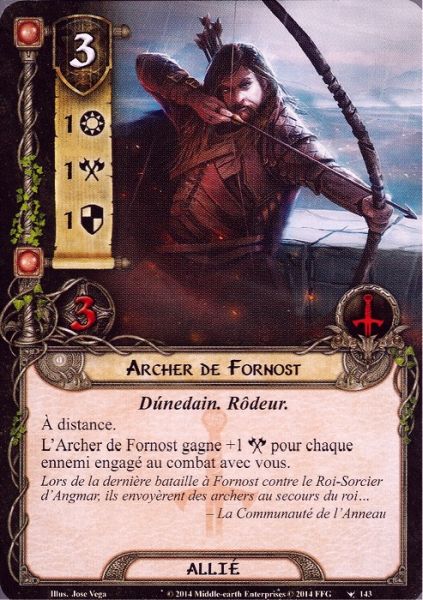 3
1
1
1
3
Archer de Fornost
Dúnedain. Rôdeur.
À distance.
L'Archer de Fornost gagne +1 pour chaque
ennemi engagé au combat avec vous.
Lors de la dernière bataille à Fornost contre le Roi-Sorcier
d'Angmar, ils envoyèrent des archers au secours du roi…
– La Communauté de l'Anneau
ALLIÉ
Illus. Jose Vega © 2014 Middle-earth Enterprises © 2014 FFG 143